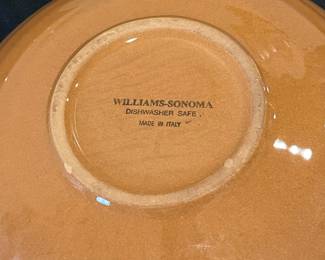 WILLIAMS-SONOMA
DISHWASHER SAFE
MADE IN ITALY